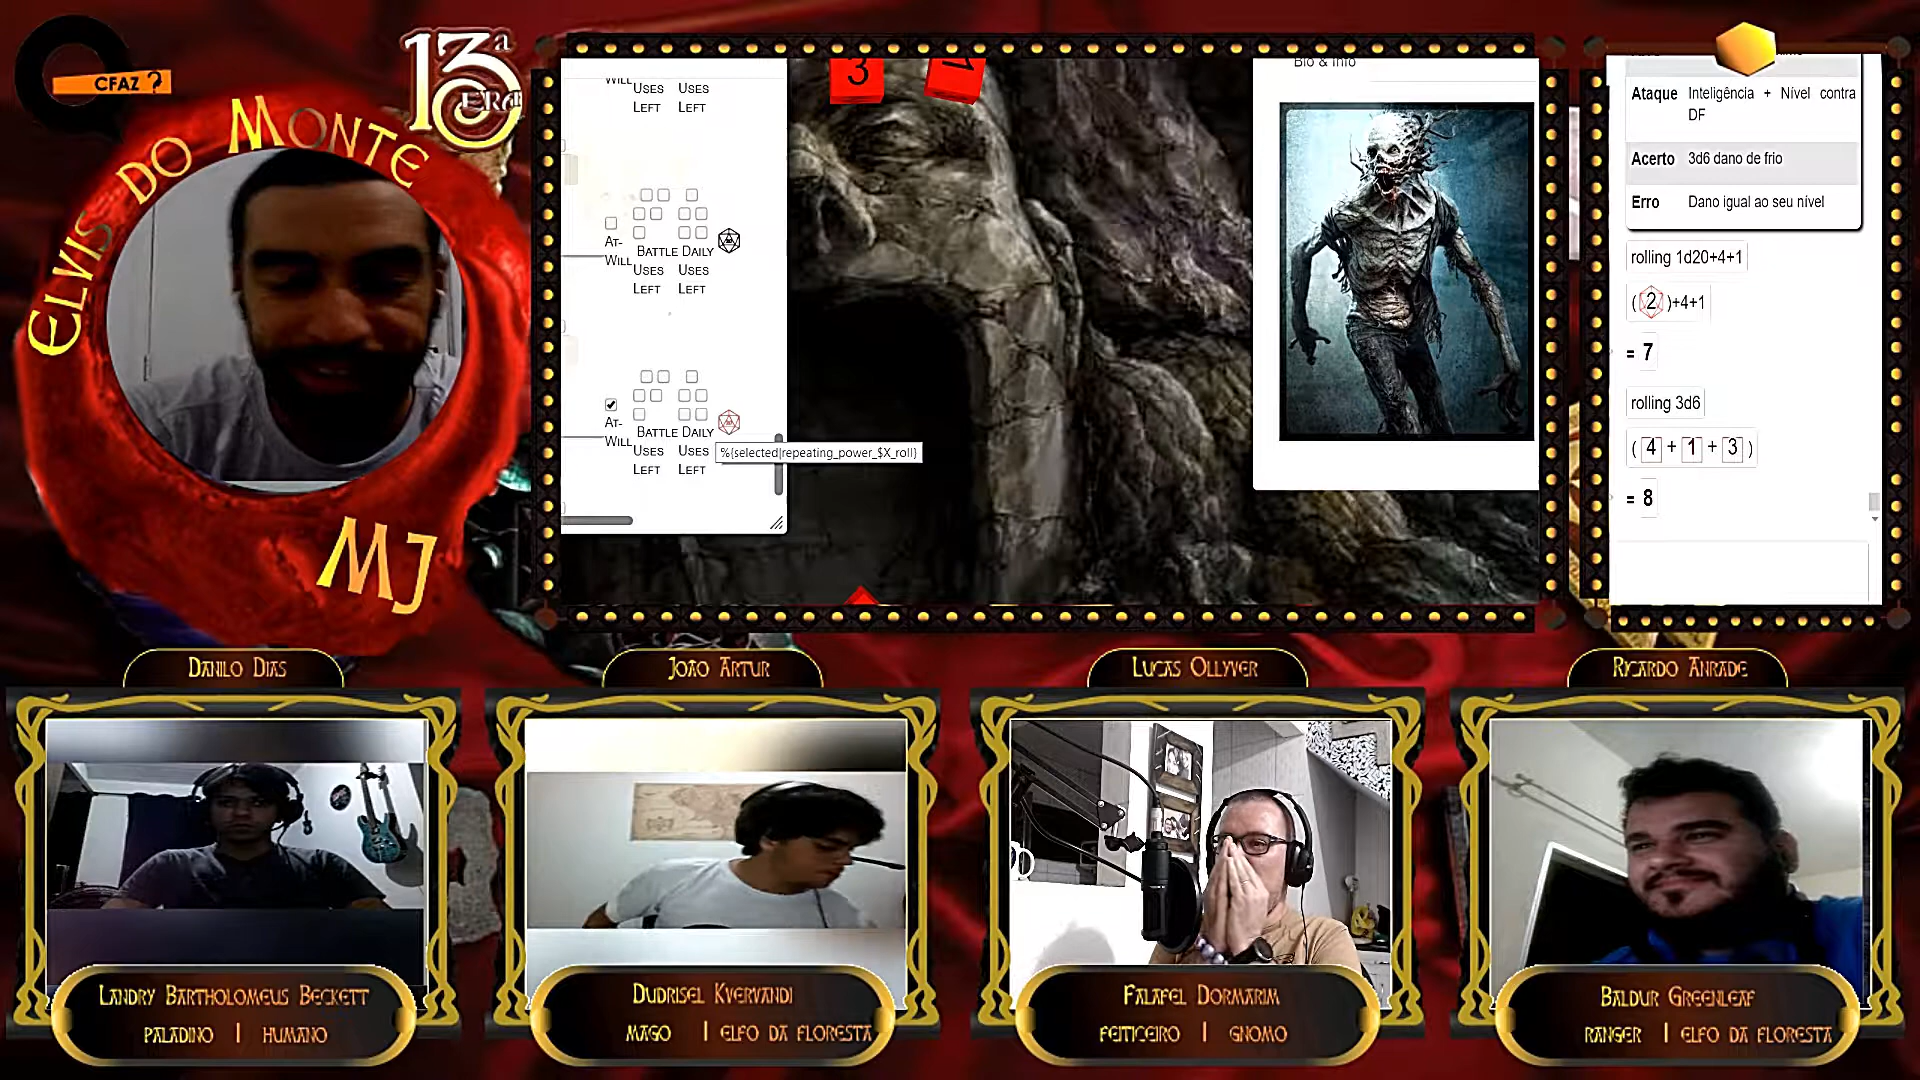 CFAZ ?
13ª
ERA
ELVIS DO MONTE
MJ
WILL USES USES
LEFT LEFT
AT-
WILL BATTLE DAILY
USES USES
LEFT LEFT
AT-
WILL BATTLE DAILY
USES USES
LEFT LEFT
%{selected|repeating_power_$X_roll}
3 1
Bio & Info
Ataque Inteligência + Nível contra
DF
Acerto 3d6 dano de frio
Erro Dano igual ao seu nível
rolling 1d20+4+1
(2)+4+1
= 7
rolling 3d6
(4+1+3)
= 8
DANILO DIAS
JOÃO ARTUR
LUCAS OLLYVER
RICARDO ANRADE
LANDRY BARTHOLOMEUS BECKETT
PALADINO | HUMANO
DUDRISEL KVERVANDI
MAGO | ELFO DA FLORESTA
FALAFEL DORMARIM
FEITICEIRO | GNOMO
BALDUR GREENLEAF
RANGER | ELFO DA FLORESTA